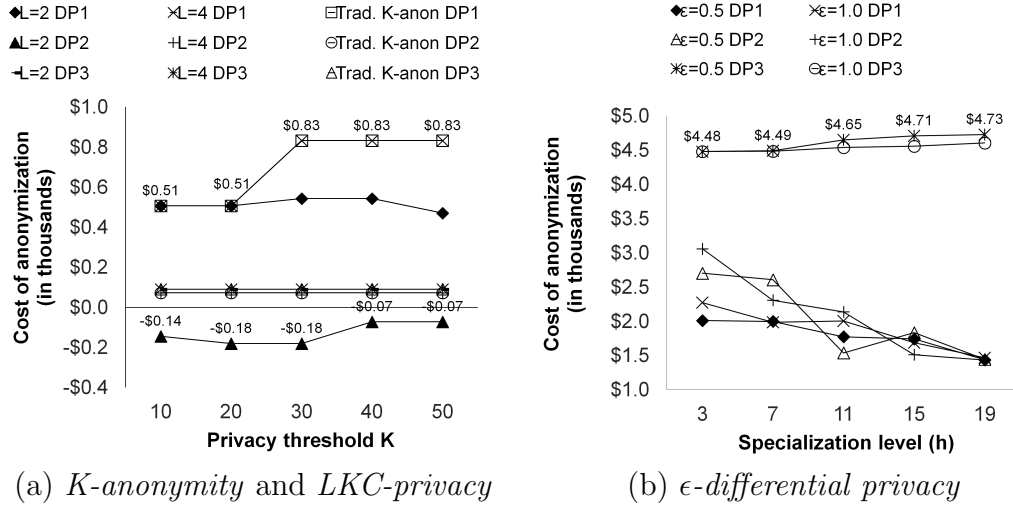 L=2 DP1 L=4 DP1 Trad. K-anon DP1
L=2 DP2 L=4 DP2 Trad. K-anon DP2
L=2 DP3 L=4 DP3 Trad. K-anon DP3
Cost of anonymization
(in thousands)
$1.0
$0.8
$0.6
$0.4
$0.2
$0.0
-$0.2
-$0.4
$0.51
$0.51
$0.83
$0.83
$0.83
-$0.14
-$0.18
-$0.18
-$0.07
-$0.07
10 20 30 40 50
Privacy threshold K
(a) K-anonymity and LKC-privacy
ε=0.5 DP1 ε=1.0 DP1
ε=0.5 DP2 ε=1.0 DP2
ε=0.5 DP3 ε=1.0 DP3
Cost of anonymization
(in thousands)
$5.0
$4.5
$4.0
$3.5
$3.0
$2.5
$2.0
$1.5
$1.0
$4.48
$4.49
$4.65
$4.71
$4.73
3 7 11 15 19
Specialization level (h)
(b) ϵ-differential privacy